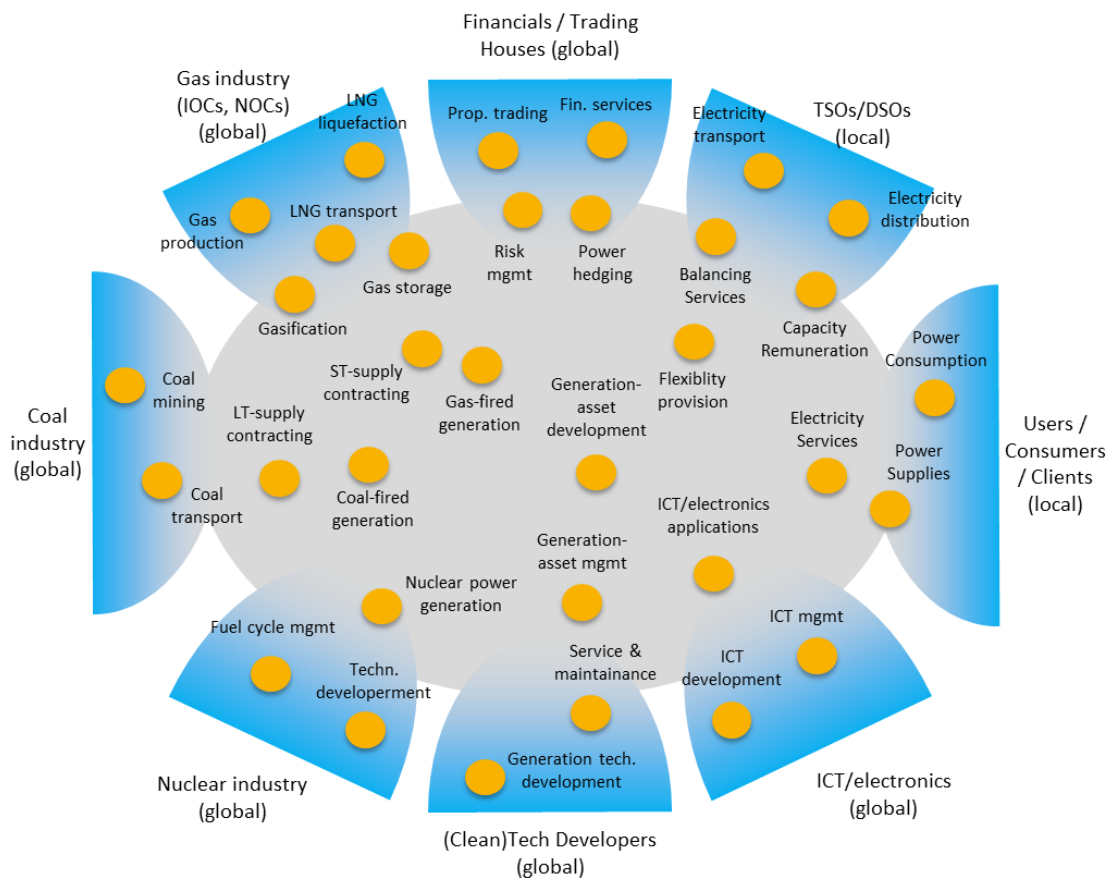 Financials / Trading
Houses (global)
Gas industry
(IOCs, NOCs)
(global)
LNG
liquefaction
Prop. trading
Fin. services
Electricity
transport
TSOs/DSOs
(local)
Gas
production
LNG transport
Electricity
distribution
Gas storage
Risk
mgmt
Power
hedging
Balancing
Services
Gasification
Capacity
Remuneration
Power
Consumption
ST-supply
contracting
Gas-fired
generation
Generation-
asset
development
Flexiblity
provision
Coal
mining
Coal
industry
(global)
LT-supply
contracting
Electricity
Services
Users /
Consumers
/ Clients
(local)
Power
Supplies
Coal
transport
Coal-fired
generation
ICT/electronics
applications
Generation-
asset mgmt
Nuclear power
generation
Fuel cycle mgmt
ICT mgmt
Techn.
developerment
Service &
maintainance
ICT
development
Generation tech.
development
Nuclear industry
(global)
ICT/electronics
(global)
(Clean)Tech Developers
(global)